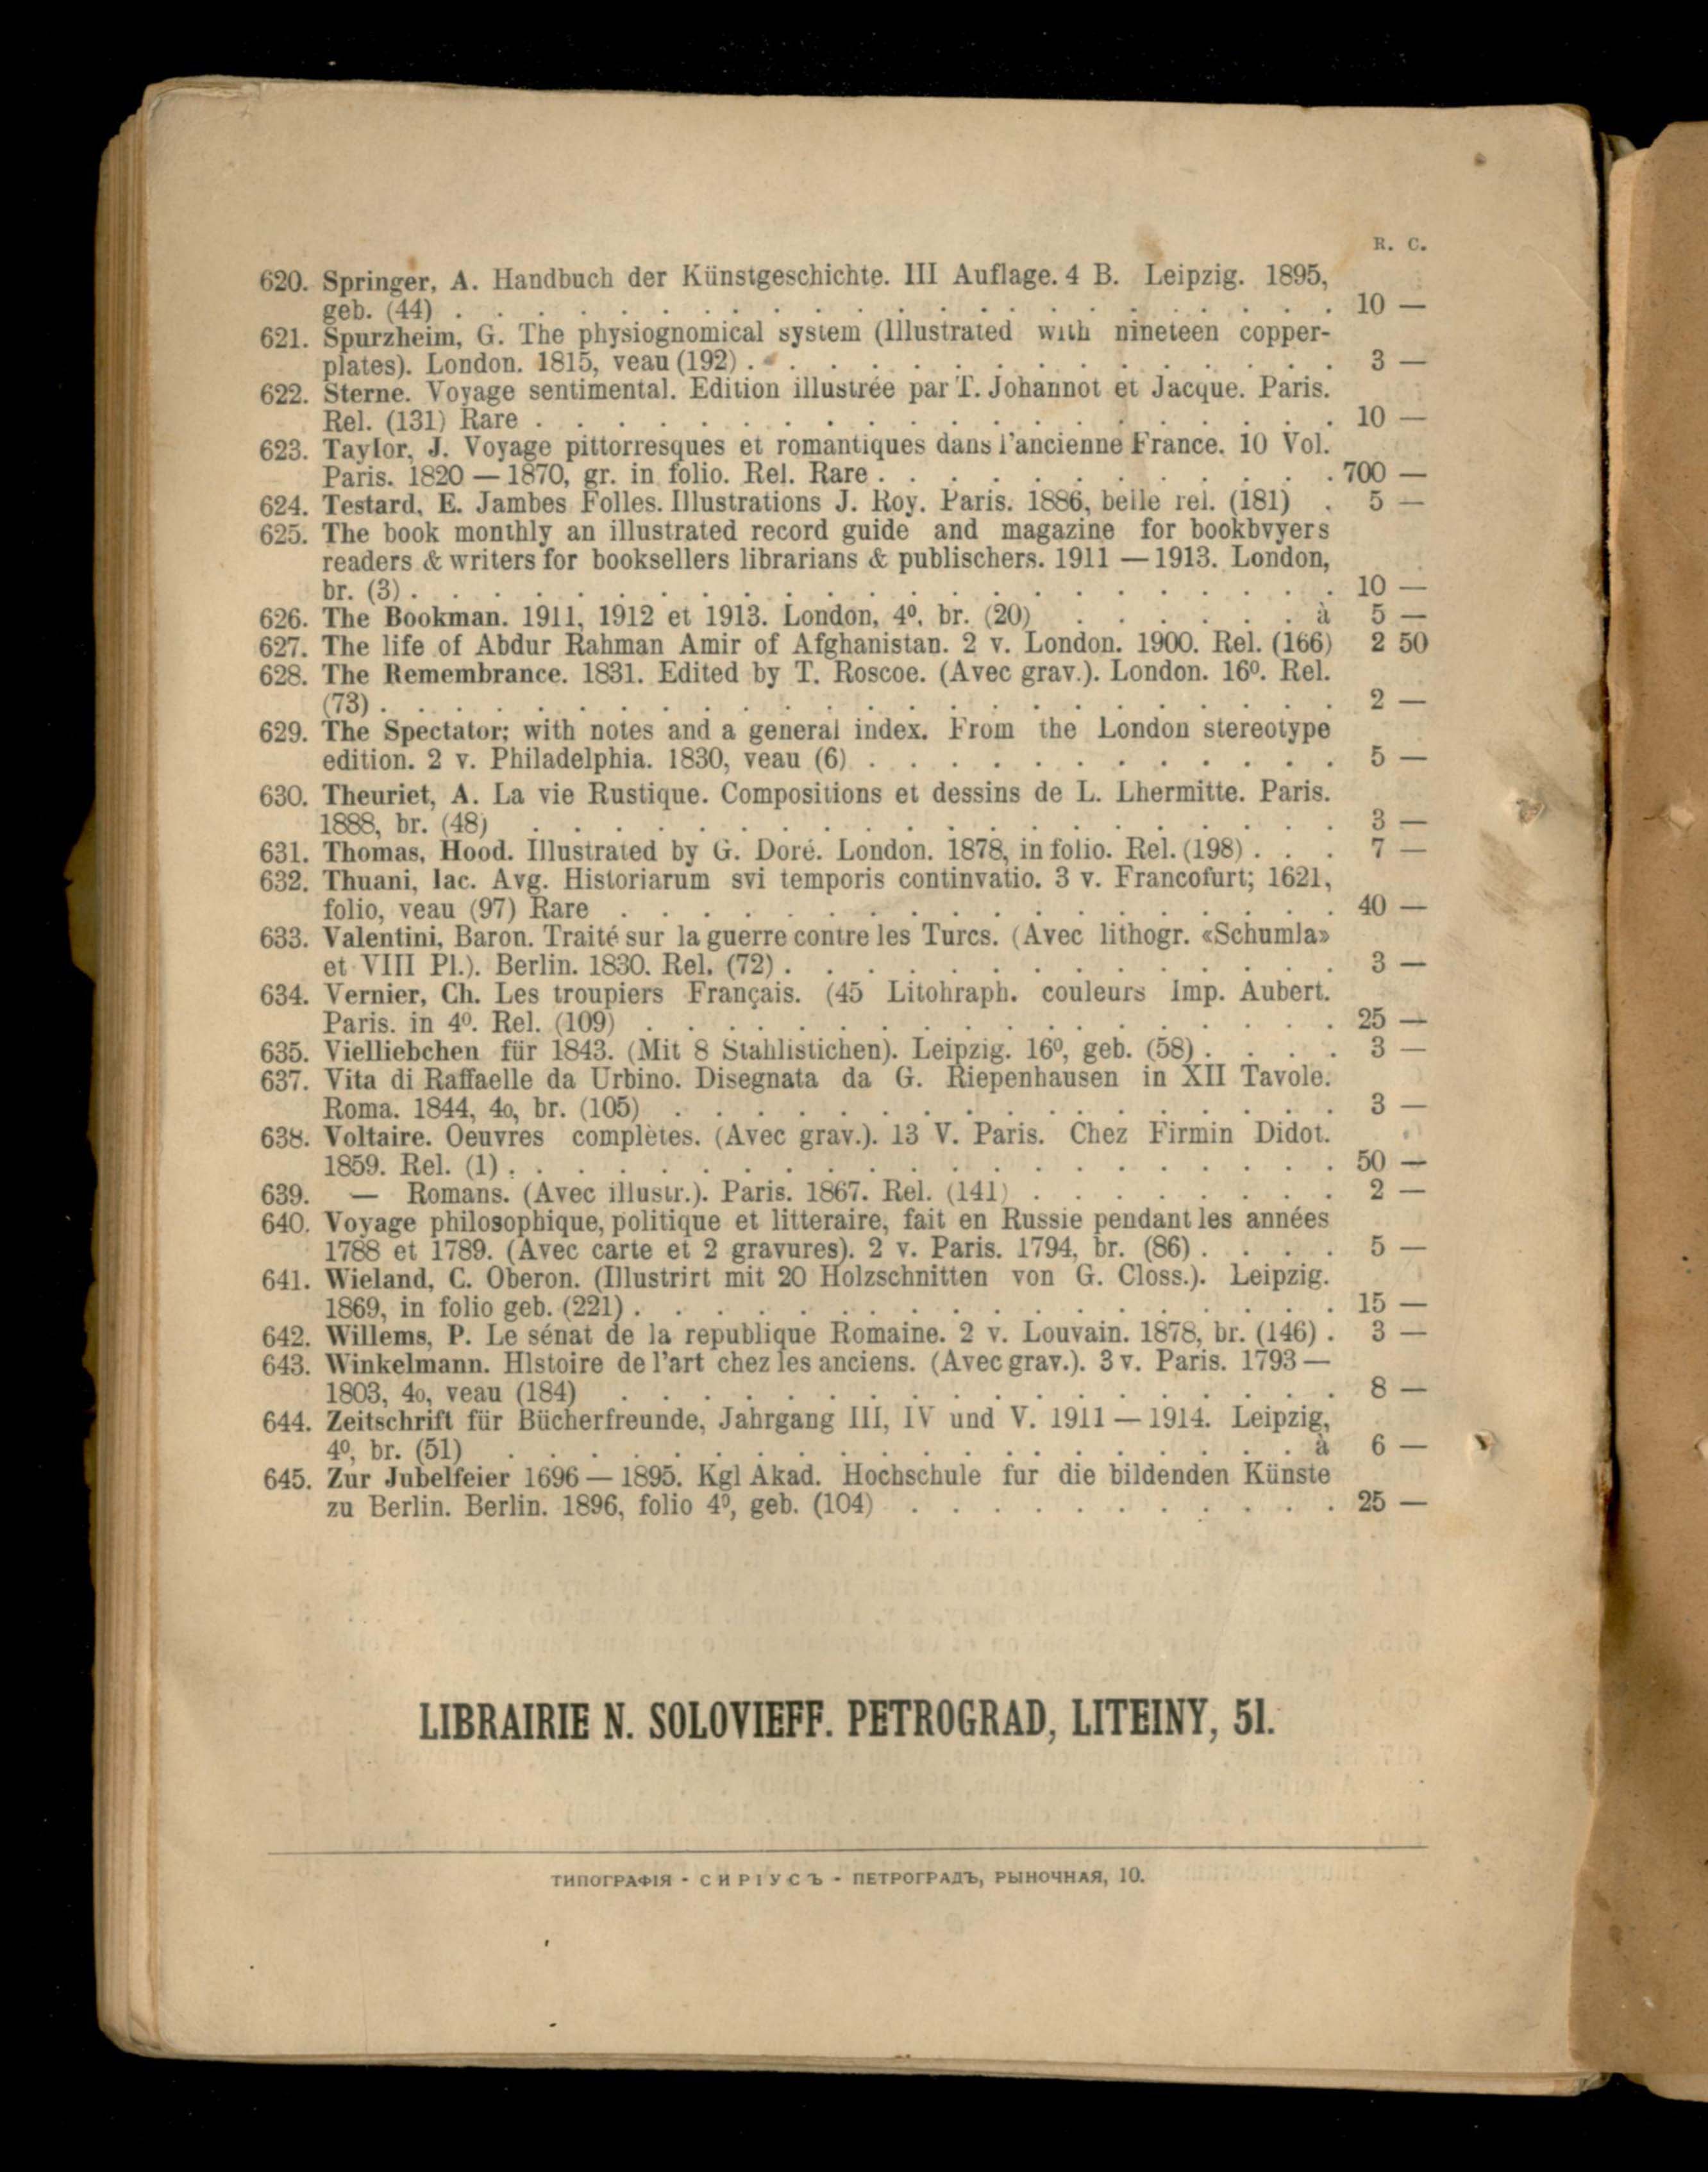 R. C.
620. Springer, A. Handbuch der Künstgeschichte. III Auflage. 4 B. Leipzig. 1895,
geb. (44) . . . . . . . . . . . . . . . . . . . . . . 10 —
621. Spurzheim, G. The physiognomical system (Illustrated with nineteen copper-
plates). London. 1815, veau (192) . . . . . . . . . . . . . . . 3 —
622. Sterne. Voyage sentimental. Edition illustrée par T. Johannot et Jacque. Paris.
Rel. (131) Rare . . . . . . . . . . . . . . . . . . . . 10 —
623. Taylor, J. Voyage pittorresques et romantiques dans l'ancienne France. 10 Vol.
Paris. 1820 — 1870, gr. in folio. Rel. Rare . . . . . . . . . . . . 700 —
624. Testard, E. Jambes Folles. Illustrations J. Roy. Paris. 1886, belle rel. (181) . 5 —
625. The book monthly an illustrated record guide and magazine for bookbvyers
readers & writers for booksellers librarians & publischers. 1911 — 1913. London,
br. (3) . . . . . . . . . . . . . . . . . . . . . . . 10 —
626. The Bookman. 1911, 1912 et 1913. London, 4⁰, br. (20) . . . . . . à 5 —
627. The life of Abdur Rahman Amir of Afghanistan. 2 v. London. 1900. Rel. (166) 2 50
628. The Remembrance. 1831. Edited by T. Roscoe. (Avec grav.). London. 16⁰. Rel.
(73) . . . . . . . . . . . . . . . . . . . . . . . . 2 —
629. The Spectator; with notes and a general index. From the London stereotype
edition. 2 v. Philadelphia. 1830, veau (6) . . . . . . . . . . . . 5 —
630. Theuriet, A. La vie Rustique. Compositions et dessins de L. Lhermitte. Paris.
1888, br. (48) . . . . . . . . . . . . . . . . . . . . 3 —
631. Thomas, Hood. Illustrated by G. Doré. London. 1878, in folio. Rel. (198) . . . 7 —
632. Thuani, Iac. Avg. Historiarum svi temporis continvatio. 3 v. Francofurt; 1621,
folio, veau (97) Rare . . . . . . . . . . . . . . . . . . 40 —
633. Valentini, Baron. Traité sur la guerre contre les Turcs. (Avec lithogr. «Schumla»
et VIII Pl.). Berlin. 1830. Rel. (72) . . . . . . . . . . . . . . 3 —
634. Vernier, Ch. Les troupiers Français. (45 Litohraph. couleurs Imp. Aubert.
Paris. in 4⁰. Rel. (109) . . . . . . . . . . . . . . . . . 25 —
635. Vielliebchen für 1843. (Mit 8 Stahlistichen). Leipzig. 16⁰, geb. (58) . . . . 3 —
637. Vita di Raffaelle da Urbino. Disegnata da G. Riepenhausen in XII Tavole.
Roma. 1844, 4o, br. (105) . . . . . . . . . . . . . . . . . 3 —
638. Voltaire. Oeuvres complètes. (Avec grav.). 13 V. Paris. Chez Firmin Didot.
1859. Rel. (1) . . . . . . . . . . . . . . . . . . . . . 50 —
639. — Romans. (Avec illustr.). Paris. 1867. Rel. (141) . . . . . . . . 2 —
640. Voyage philosophique, politique et litteraire, fait en Russie pendant les années
1788 et 1789. (Avec carte et 2 gravures). 2 v. Paris. 1794, br. (86) . . . . 5 —
641. Wieland, C. Oberon. (Illustrirt mit 20 Holzschnitten von G. Closs.). Leipzig.
1869, in folio geb. (221) . . . . . . . . . . . . . . . . . 15 —
642. Willems, P. Le sénat de la republique Romaine. 2 v. Louvain. 1878, br. (146) . 3 —
643. Winkelmann. HIstoire de l'art chez les anciens. (Avec grav.). 3 v. Paris. 1793 —
1803, 4o, veau (184) . . . . . . . . . . . . . . . . . . 8 —
644. Zeitschrift für Bücherfreunde, Jahrgang III, IV und V. 1911 — 1914. Leipzig,
4⁰, br. (51) . . . . . . . . . . . . . . . . . . . . à 6 —
645. Zur Jubelfeier 1696 — 1895. Kgl Akad. Hochschule fur die bildenden Künste
zu Berlin. Berlin. 1896, folio 4⁰, geb. (104) . . . . . . . . . . . 25 —
LIBRAIRIE N. SOLOVIEFF. PETROGRAD, LITEINY, 51.
ТИПОГРАФІЯ - СИРІУСЪ - ПЕТРОГРАДЪ, РЫНОЧНАЯ, 10.